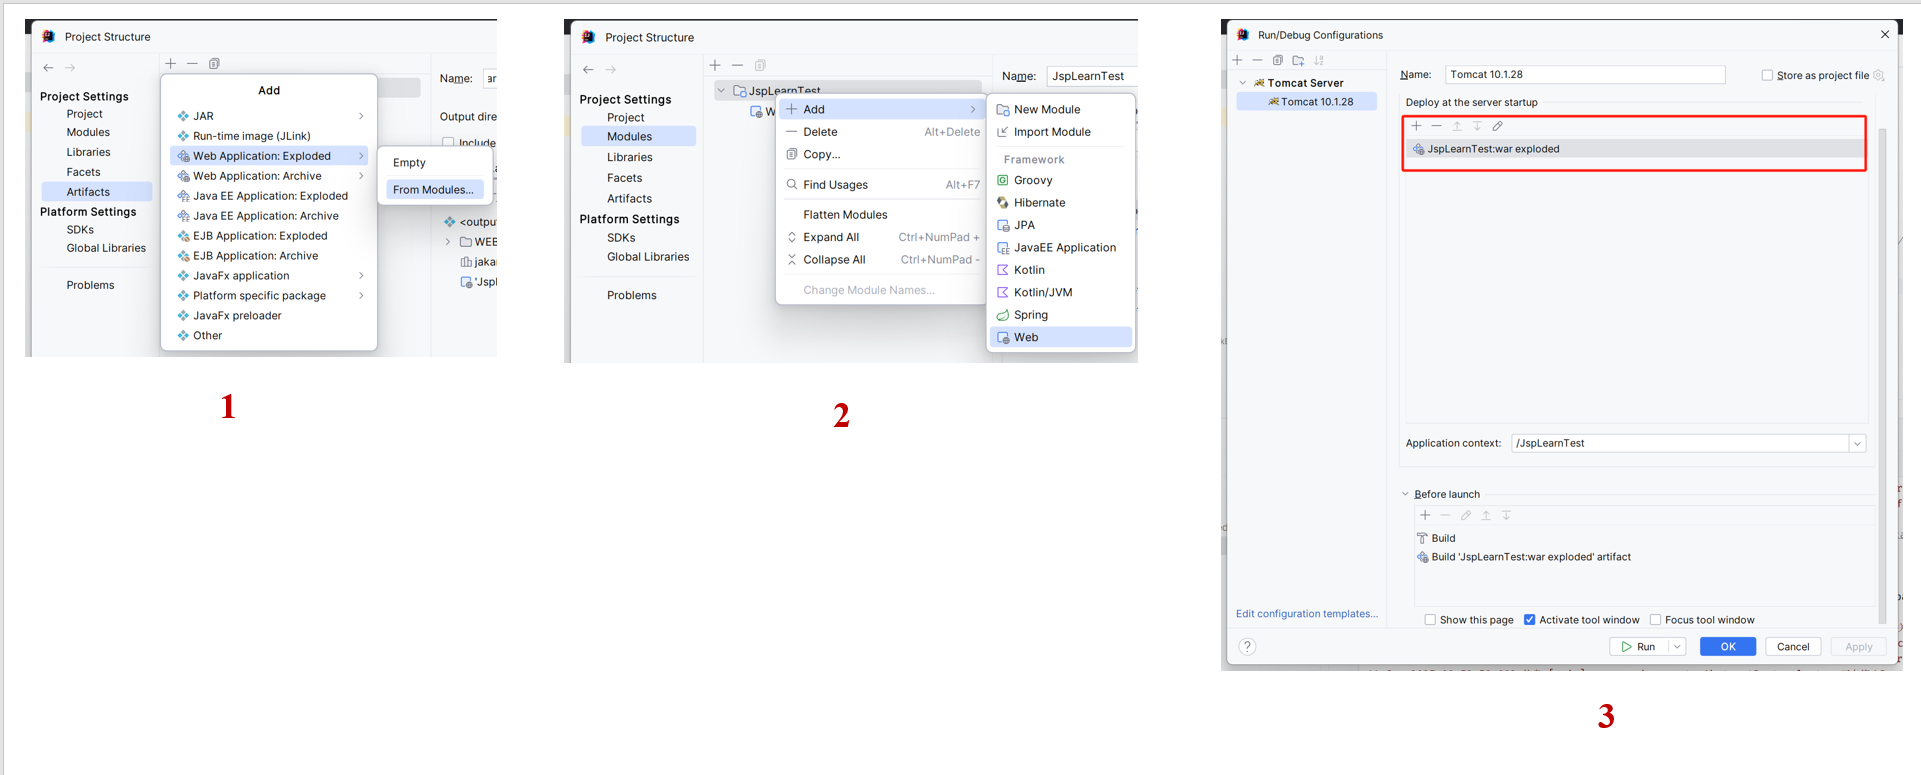 Project Structure
Add
JAR
Run-time image (JLink)
Web Application: Exploded
Web Application: Archive
Java EE Application: Exploded
Java EE Application: Archive
EJB Application: Exploded
EJB Application: Archive
JavaFx application
Platform specific package
JavaFx preloader
Other
Empty
From Modules...
Project Settings
Project
Modules
Libraries
Facets
Artifacts
Platform Settings
SDKs
Global Libraries
Problems
Name: ar
Output dire
Include
<outpu
WEB
jakar
'Jspl
1
Project Structure
Project Settings
Project
Modules
Libraries
Facets
Artifacts
Platform Settings
SDKs
Global Libraries
Problems
JspLearnTest
W
Name: JspLearnTest
Add
Delete Alt+Delete
Copy...
Find Usages Alt+F7
Flatten Modules
Expand All Ctrl+NumPad +
Collapse All Ctrl+NumPad -
Change Module Names...
New Module
Import Module
Framework
Groovy
Hibernate
JPA
JavaEE Application
Kotlin
Kotlin/JVM
Spring
Web
2
Run/Debug Configurations
Tomcat Server
Tomcat 10.1.28
Name: Tomcat 10.1.28
Store as project file
Deploy at the server startup
JspLearnTest:war exploded
Application context: /JspLearnTest
Before launch
Build
Build 'JspLearnTest:war exploded' artifact
Show this page Activate tool window Focus tool window
Edit configuration templates...
? Run OK Cancel Apply
3